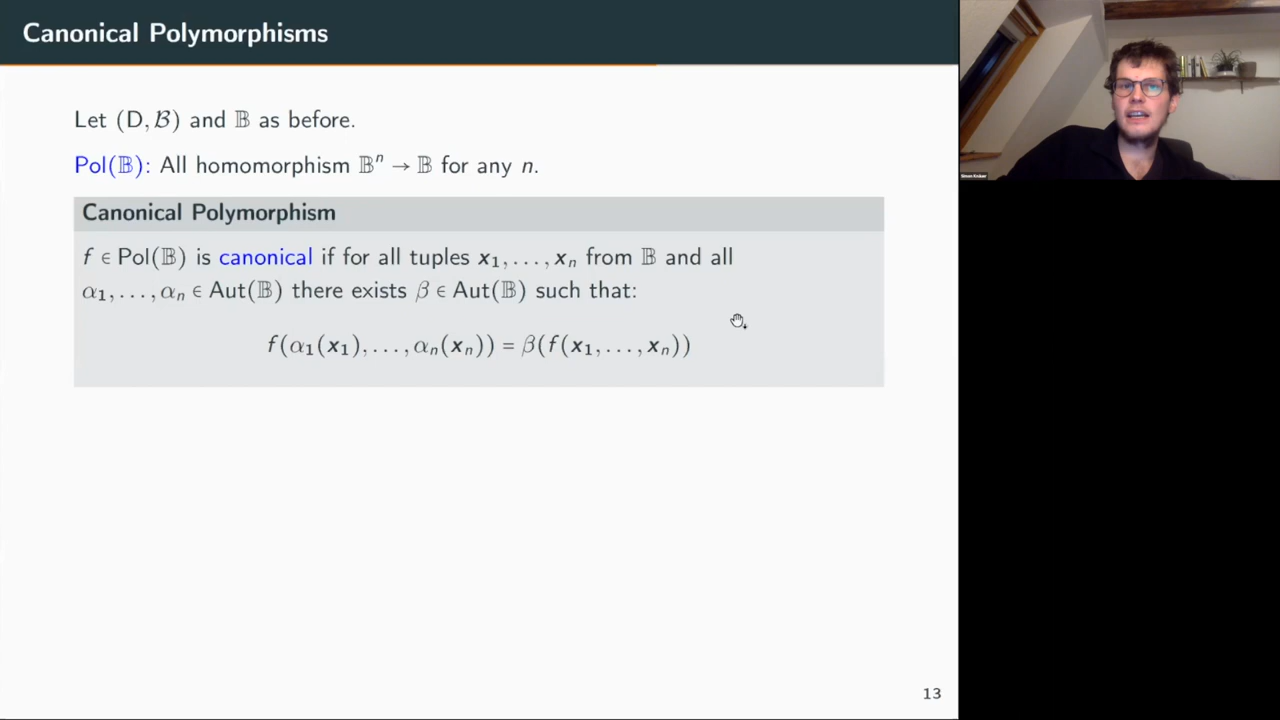 Canonical Polymorphisms
Let (D, ℬ) and 𝔹 as before.
Pol(𝔹): All homomorphism 𝔹ⁿ → 𝔹 for any n.
Canonical Polymorphism
f ∈ Pol(𝔹) is canonical if for all tuples x₁, . . . , xₙ from 𝔹 and all
α₁, . . . , αₙ ∈ Aut(𝔹) there exists β ∈ Aut(𝔹) such that:
f(α₁(x₁), . . . , αₙ(xₙ)) = β(f(x₁, . . . , xₙ))
13